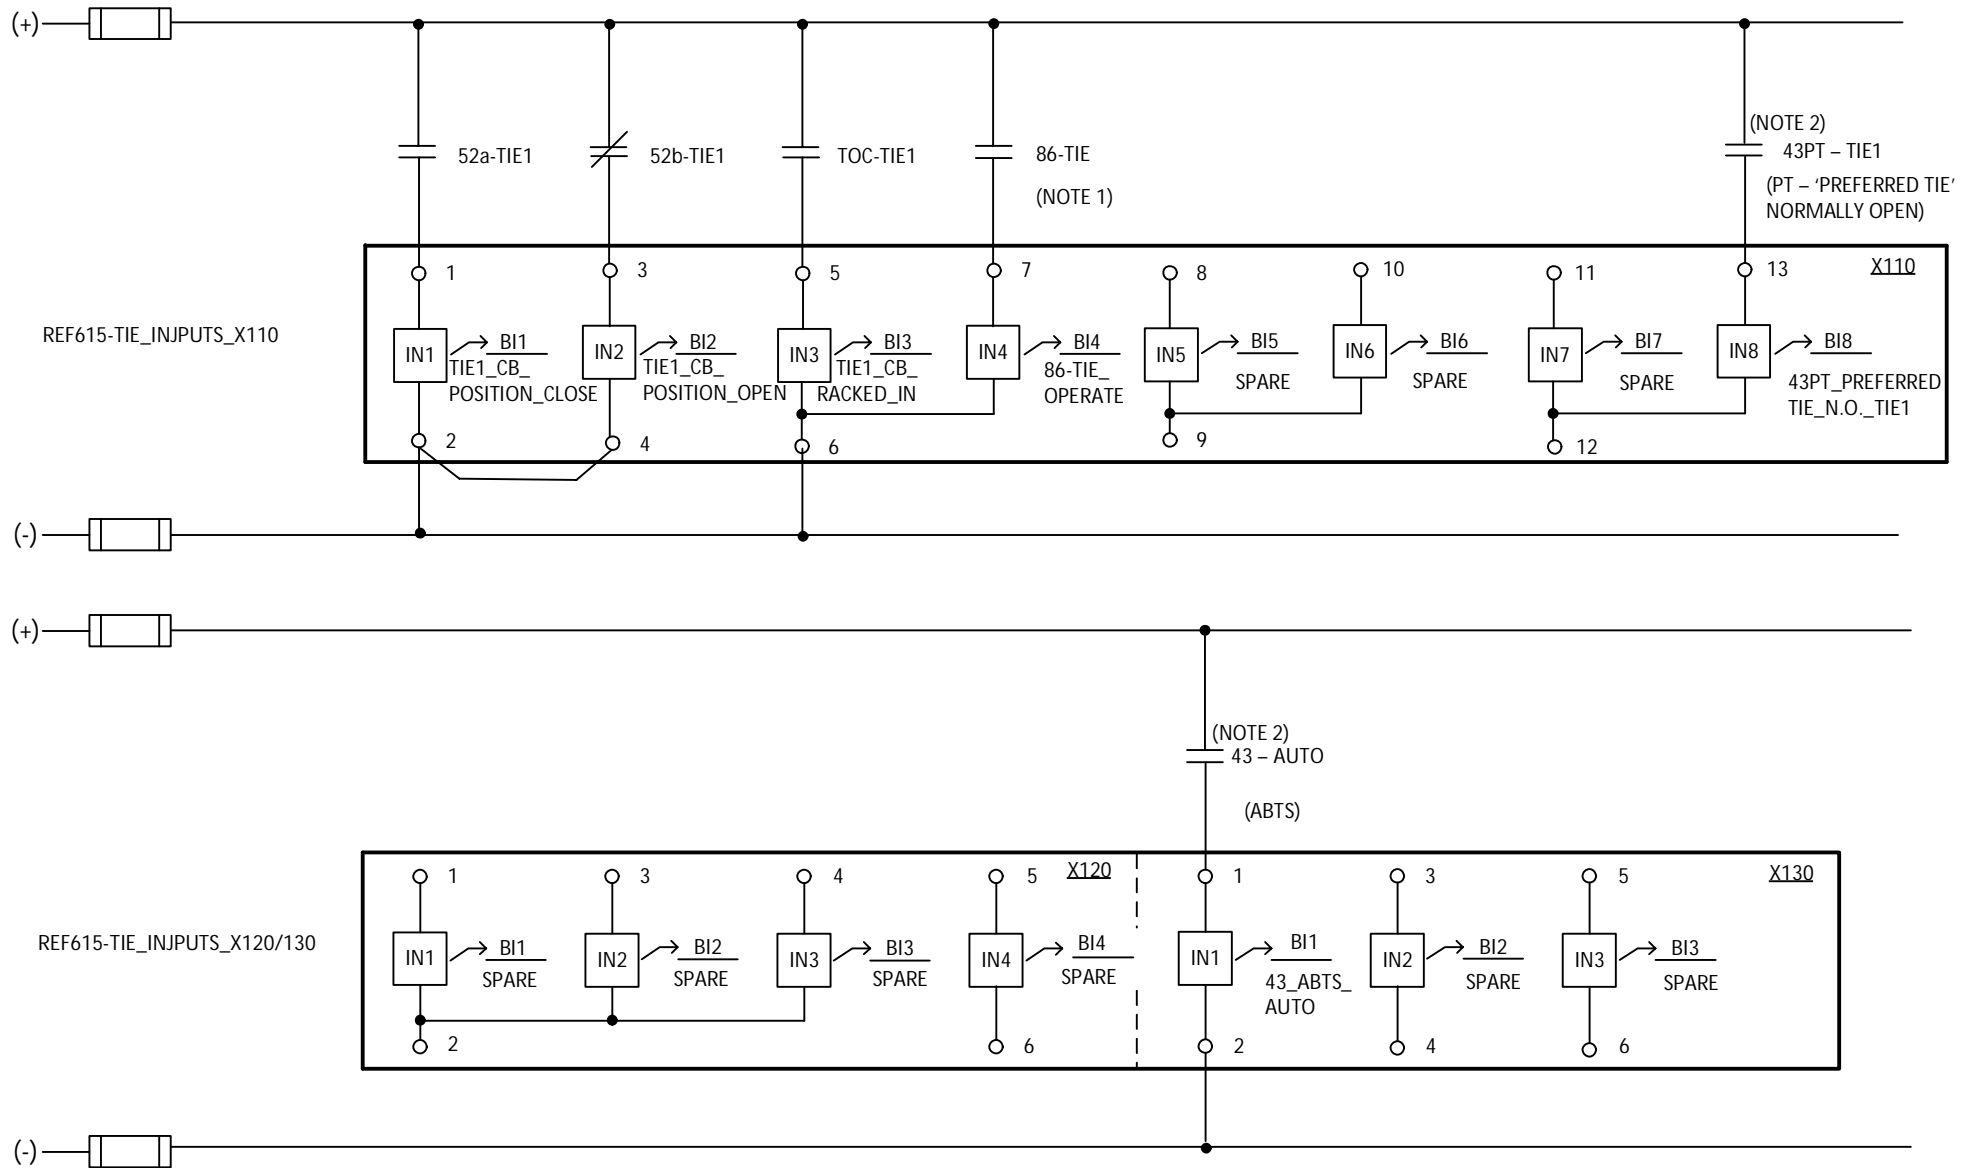 (+)
52a-TIE1
52b-TIE1
TOC-TIE1
86-TIE
(NOTE 1)
(NOTE 2)
43PT – TIE1
(PT – ‘PREFERRED TIE’
NORMALLY OPEN)
1
3
5
7
8
10
11
13
X110
REF615-TIE_INJPUTS_X110
IN1
BI1
TIE1_CB_
POSITION_CLOSE
IN2
BI2
TIE1_CB_
POSITION_OPEN
IN3
BI3
TIE1_CB_
RACKED_IN
IN4
BI4
86-TIE_
OPERATE
IN5
BI5
SPARE
IN6
BI6
SPARE
IN7
BI7
SPARE
IN8
BI8
43PT_PREFERRED
TIE_N.O._TIE1
2
4
6
9
12
(-)
(+)
(NOTE 2)
43 – AUTO
(ABTS)
1
3
4
5
X120
1
3
5
X130
REF615-TIE_INJPUTS_X120/130
IN1
BI1
SPARE
IN2
BI2
SPARE
IN3
BI3
SPARE
IN4
BI4
SPARE
IN1
BI1
43_ABTS_
AUTO
IN2
BI2
SPARE
IN3
BI3
SPARE
2
6
2
4
6
(-)